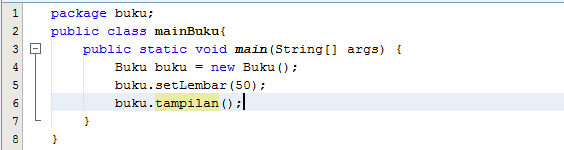 1 package buku;
2 public class mainBuku{
3 public static void main(String[] args) {
4 Buku buku = new Buku();
5 buku.setLembar(50);
6 buku.tampilan();
7 }
8 }